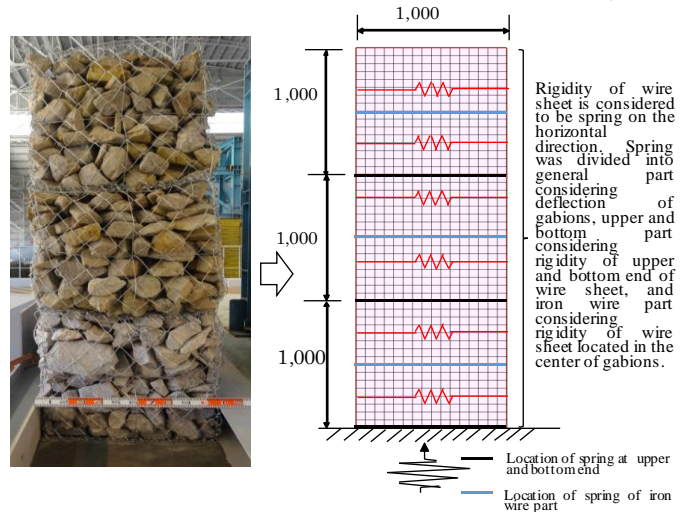 1,000
1,000
1,000
1,000
Rigidity of wire
sheet is considered
to be spring on the
horizontal
direction. Spring
was divided into
general part
considering
deflection of
gabions, upper and
bottom part
considering
rigidity of upper
and bottom end of
wire sheet, and
iron wire part
considering
rigidity of wire
sheet located in the
center of gabions.
Location of spring at upper
and bottom end
Location of spring of iron
wire part